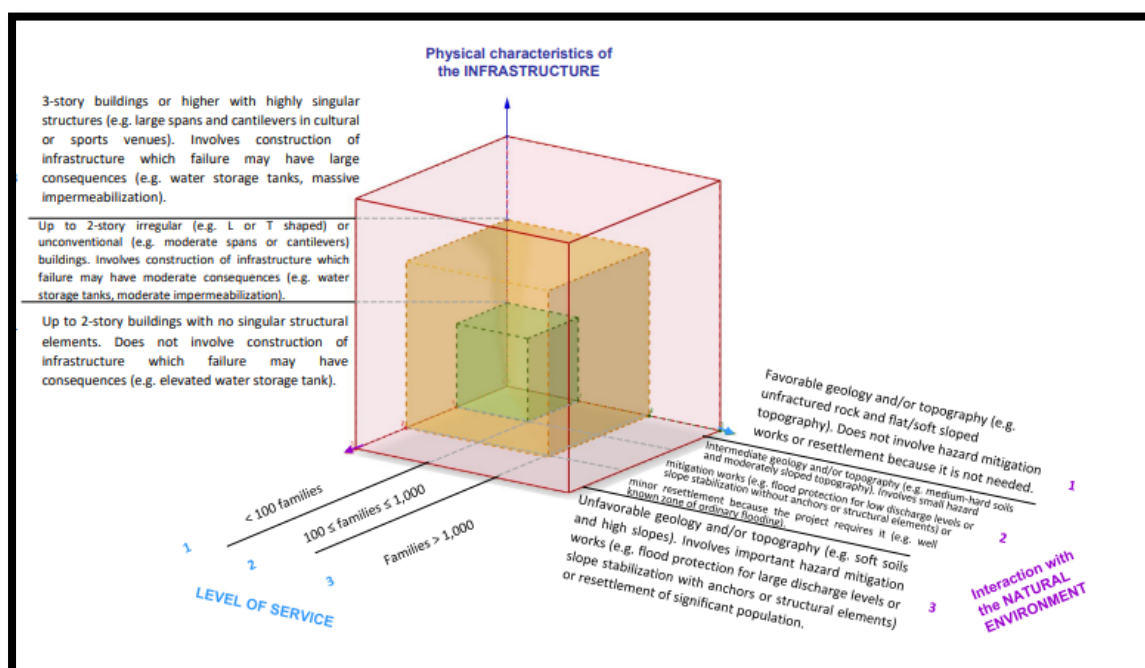 Physical characteristics of
the INFRASTRUCTURE
3-story buildings or higher with highly singular
structures (e.g. large spans and cantilevers in cultural
or sports venues). Involves construction of
infrastructure which failure may have large
consequences (e.g. water storage tanks, massive
impermeabilization).
Up to 2-story irregular (e.g. L or T shaped) or
unconventional (e.g. moderate spans or cantilevers)
buildings. Involves construction of infrastructure which
failure may have moderate consequences (e.g. water
storage tanks, moderate impermeabilization).
Up to 2-story buildings with no singular structural
elements. Does not involve construction of
infrastructure which failure may have
consequences (e.g. elevated water storage tank).
< 100 families
100 ≤ families ≤ 1,000
Families > 1,000
1
2
3
LEVEL OF SERVICE
Favorable geology and/or topography (e.g.
unfractured rock and flat/soft sloped
topography). Does not involve hazard mitigation
works or resettlement because it is not needed.
Intermediate geology and/or topography (e.g. medium-hard soils
and moderately sloped topography). Involves small hazard
mitigation works (e.g. flood protection for low discharge levels or
slope stabilization without anchors or structural elements) or
minor resettlement because the project requires it (e.g. well
known zone of ordinary flooding).
Unfavorable geology and/or topography (e.g. soft soils
and high slopes). Involves important hazard mitigation
works (e.g. flood protection for large discharge levels or
slope stabilization with anchors or structural elements)
or resettlement of significant population.
1
2
3
Interaction with
the NATURAL
ENVIRONMENT